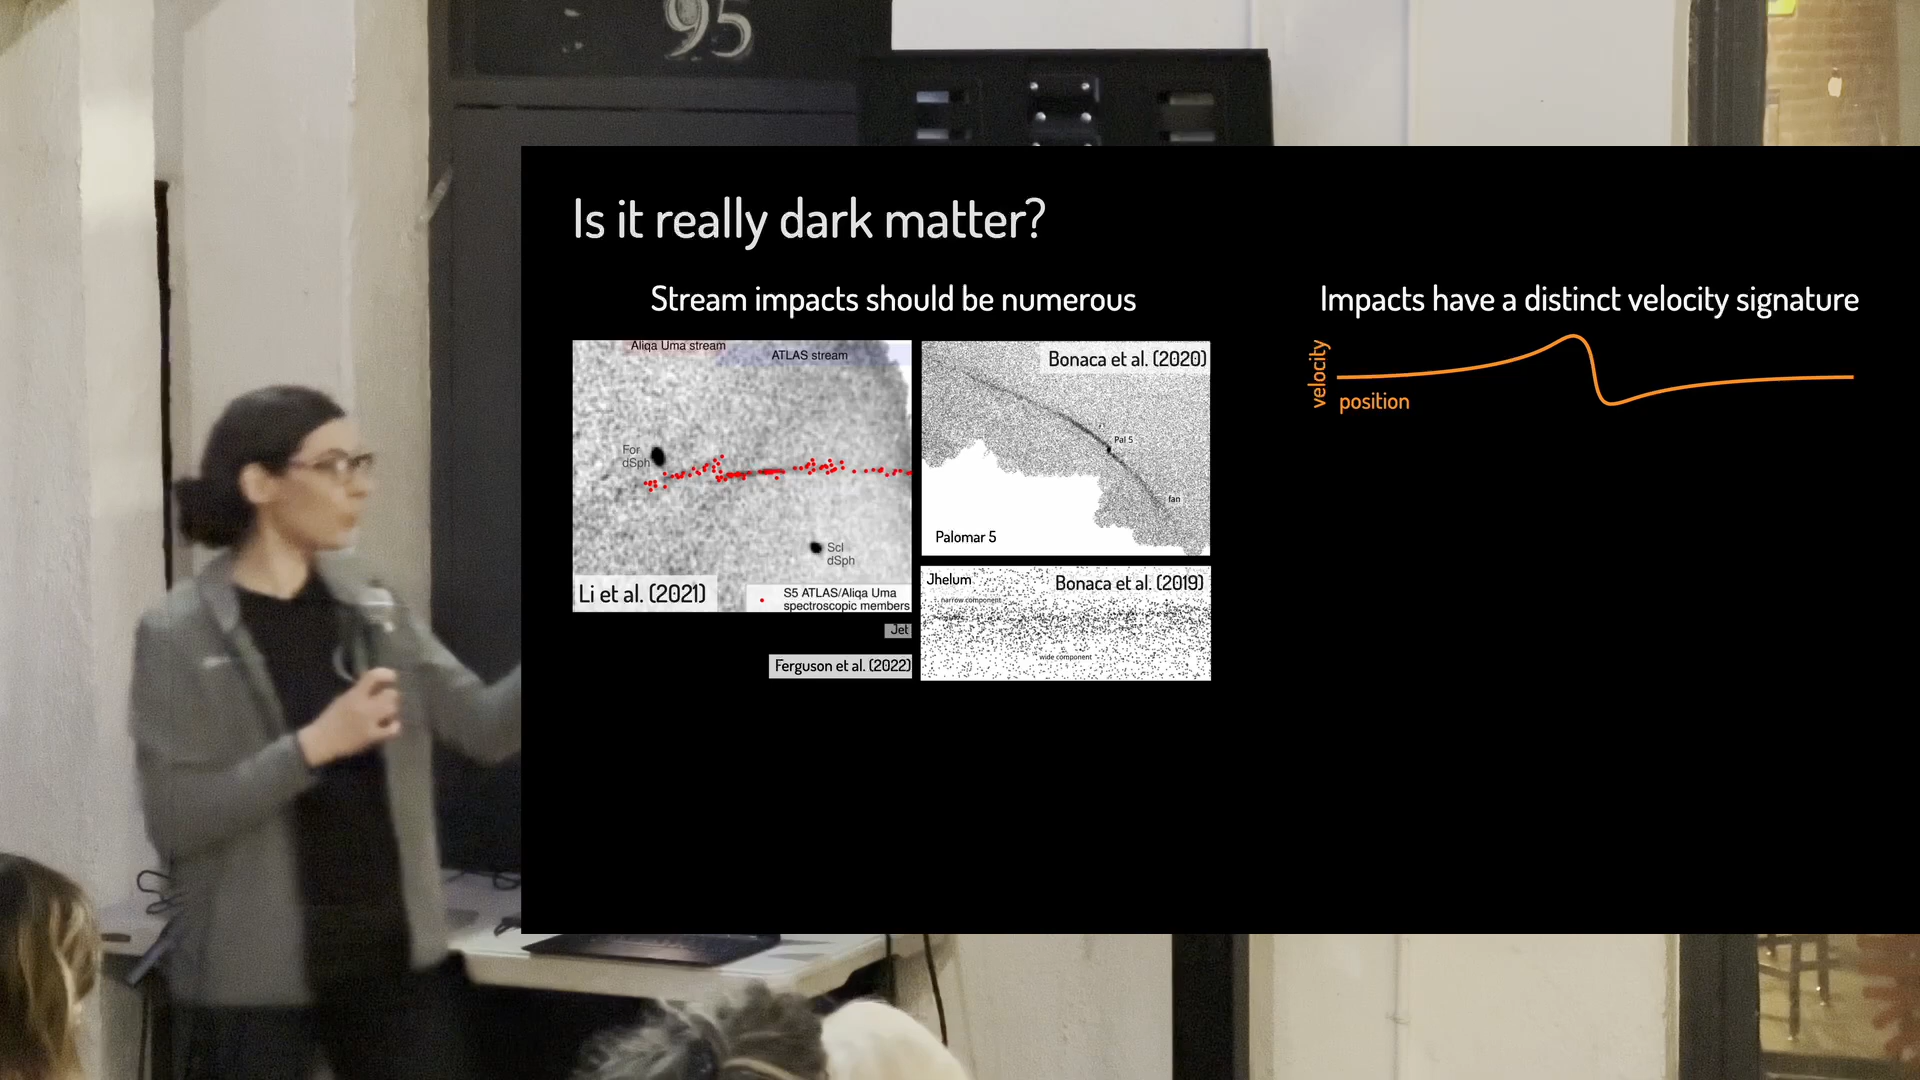 95
Is it really dark matter?
Stream impacts should be numerous
Aliqa Uma stream
ATLAS stream
For
dSph
Scl
dSph
Li et al. (2021)
S5 ATLAS/Aliqa Uma
spectroscopic members
Jet
Ferguson et al. (2022)
Bonaca et al. (2020)
Pal 5
fan
Palomar 5
Jhelum
Bonaca et al. (2019)
narrow component
wide component
Impacts have a distinct velocity signature
velocity
position